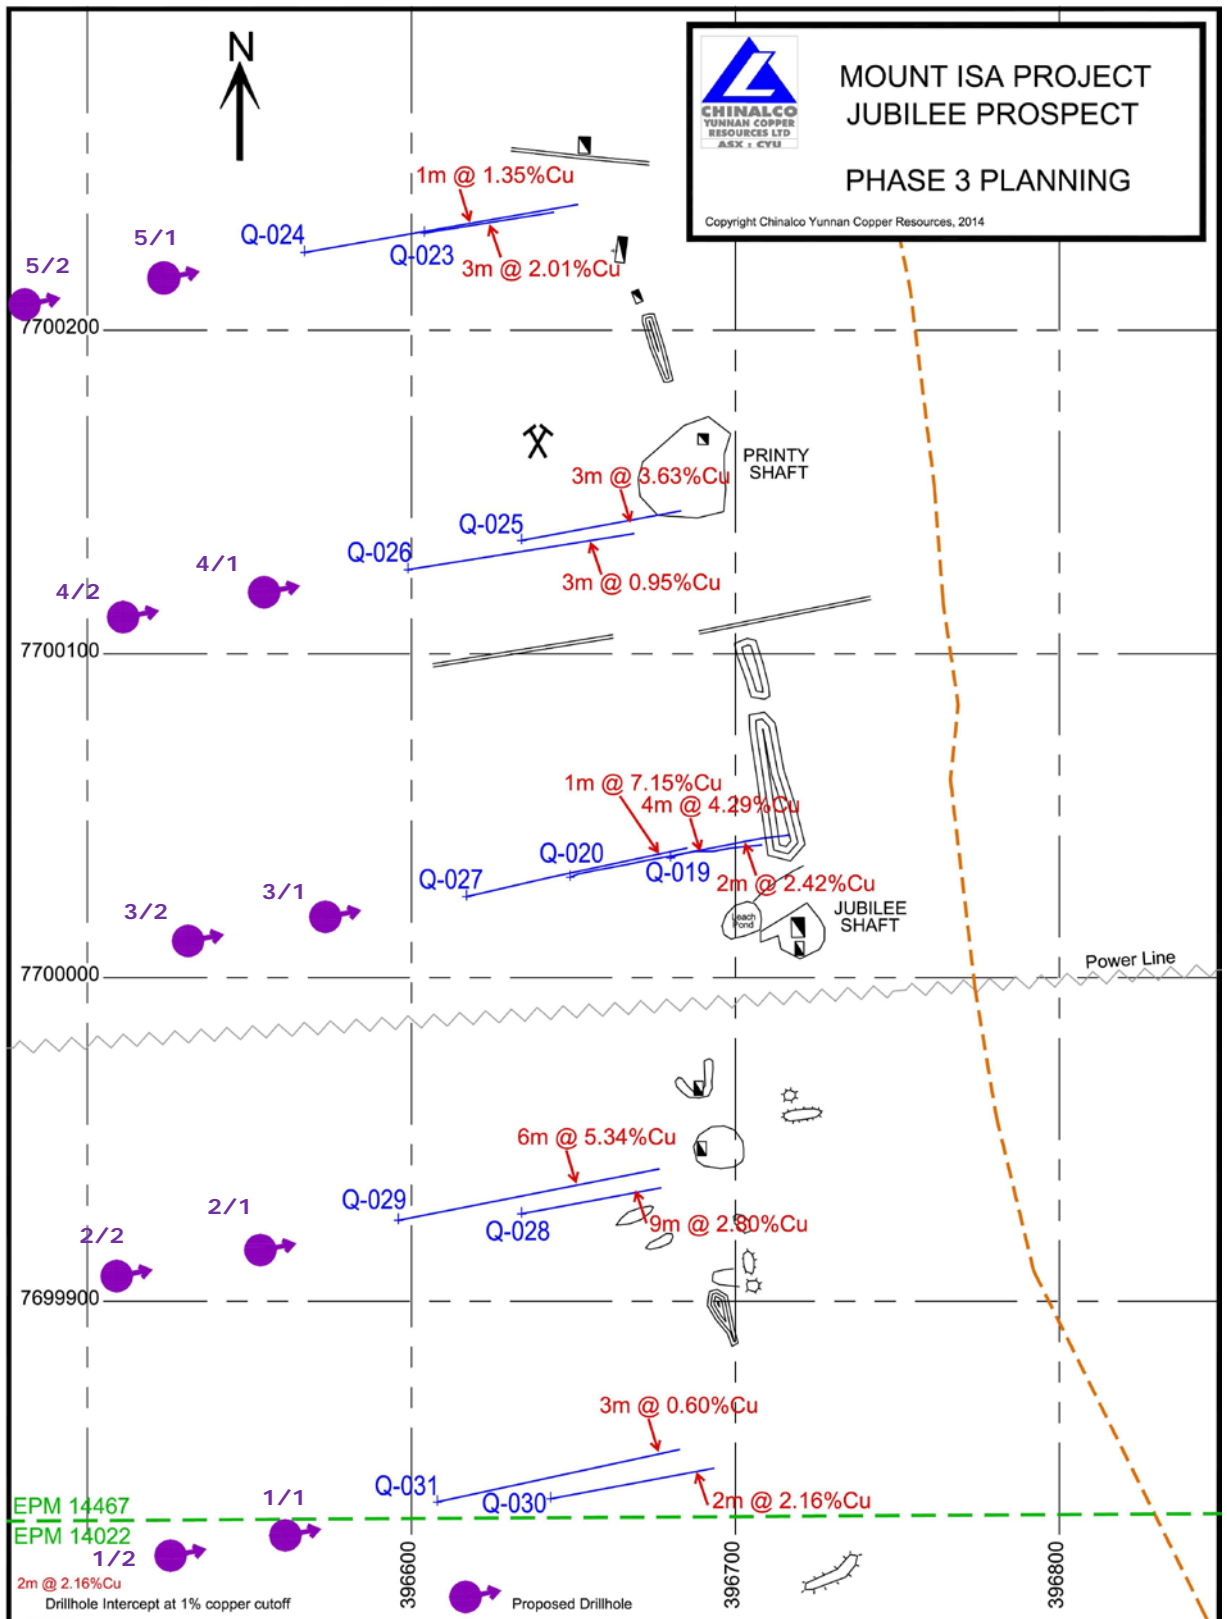 N
CHINALCO
YUNNAN COPPER
RESOURCES LTD
ASX : CYU
MOUNT ISA PROJECT
JUBILEE PROSPECT
PHASE 3 PLANNING
Copyright Chinalco Yunnan Copper Resources, 2014
1m @ 1.35%Cu
5/1
Q-024
Q-023
5/2
3m @ 2.01%Cu
7700200
PRINTY
SHAFT
3m @ 3.63%Cu
Q-025
Q-026
4/1
3m @ 0.95%Cu
4/2
7700100
1m @ 7.15%Cu
4m @ 4.29%Cu
Q-020
Q-019
Q-027
2m @ 2.42%Cu
3/1
3/2
JUBILEE
SHAFT
Leach
Pond
Power Line
7700000
6m @ 5.34%Cu
Q-029
2/1
Q-028
9m @ 2.80%Cu
2/2
7699900
3m @ 0.60%Cu
Q-031
1/1
Q-030
2m @ 2.16%Cu
EPM 14467
EPM 14022
1/2
396600
396700
396800
2m @ 2.16%Cu
Drillhole Intercept at 1% copper cutoff
Proposed Drillhole